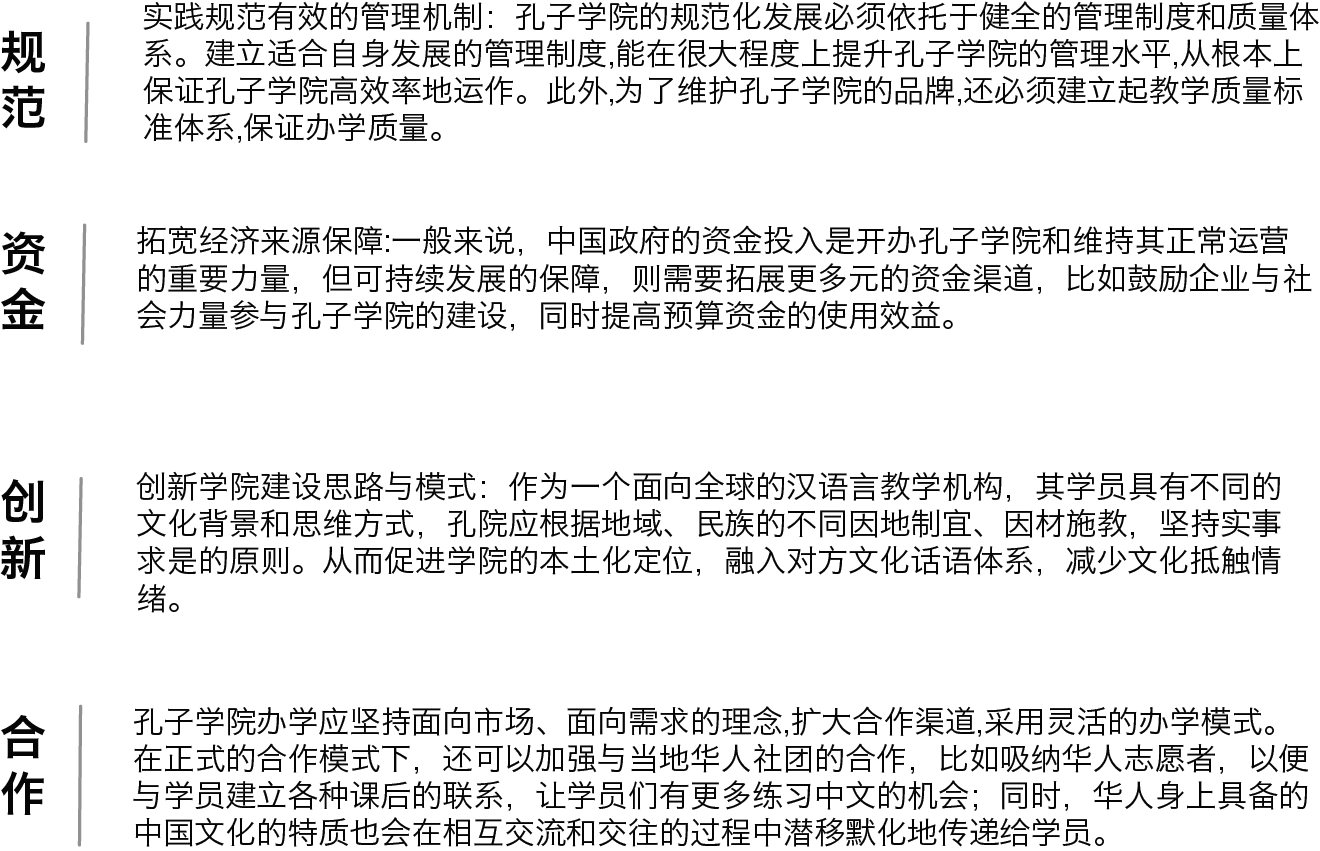 规范
实践规范有效的管理机制：孔子学院的规范化发展必须依托于健全的管理制度和质量体
系。建立适合自身发展的管理制度,能在很大程度上提升孔子学院的管理水平,从根本上
保证孔子学院高效率地运作。此外,为了维护孔子学院的品牌,还必须建立起教学质量标
准体系,保证办学质量。
资金
拓宽经济来源保障:一般来说，中国政府的资金投入是开办孔子学院和维持其正常运营
的重要力量，但可持续发展的保障，则需要拓展更多元的资金渠道，比如鼓励企业与社
会力量参与孔子学院的建设，同时提高预算资金的使用效益。
创新
创新学院建设思路与模式：作为一个面向全球的汉语言教学机构，其学员具有不同的
文化背景和思维方式，孔院应根据地域、民族的不同因地制宜、因材施教，坚持实事
求是的原则。从而促进学院的本土化定位，融入对方文化话语体系，减少文化抵触情
绪。
合作
孔子学院办学应坚持面向市场、面向需求的理念,扩大合作渠道,采用灵活的办学模式。
在正式的合作模式下，还可以加强与当地华人社团的合作，比如吸纳华人志愿者，以便
与学员建立各种课后的联系，让学员们有更多练习中文的机会；同时，华人身上具备的
中国文化的特质也会在相互交流和交往的过程中潜移默化地传递给学员。